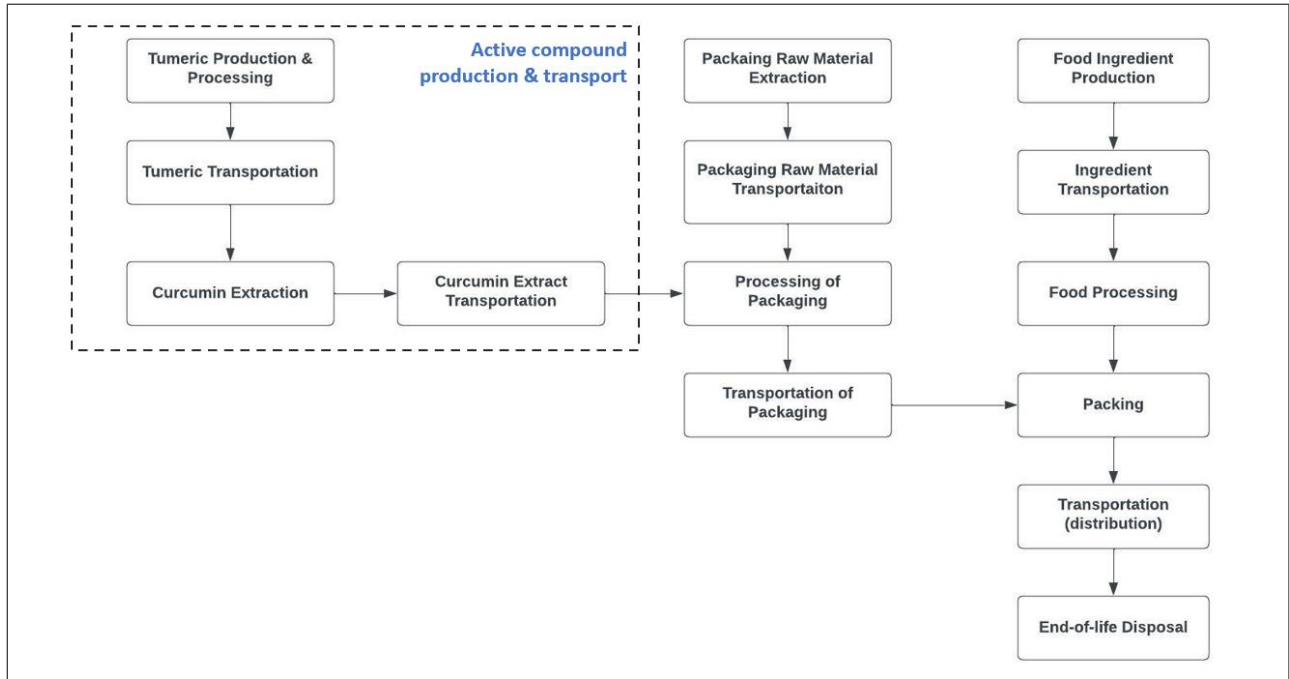 Tumeric Production &
Processing
Active compound
production & transport
Tumeric Transportation
Curcumin Extraction
Curcumin Extract
Transportation
Packaing Raw Material
Extraction
Packaging Raw Material
Transportaiton
Processing of
Packaging
Transportation of
Packaging
Food Ingredient
Production
Ingredient
Transportation
Food Processing
Packing
Transportation
(distribution)
End-of-life Disposal